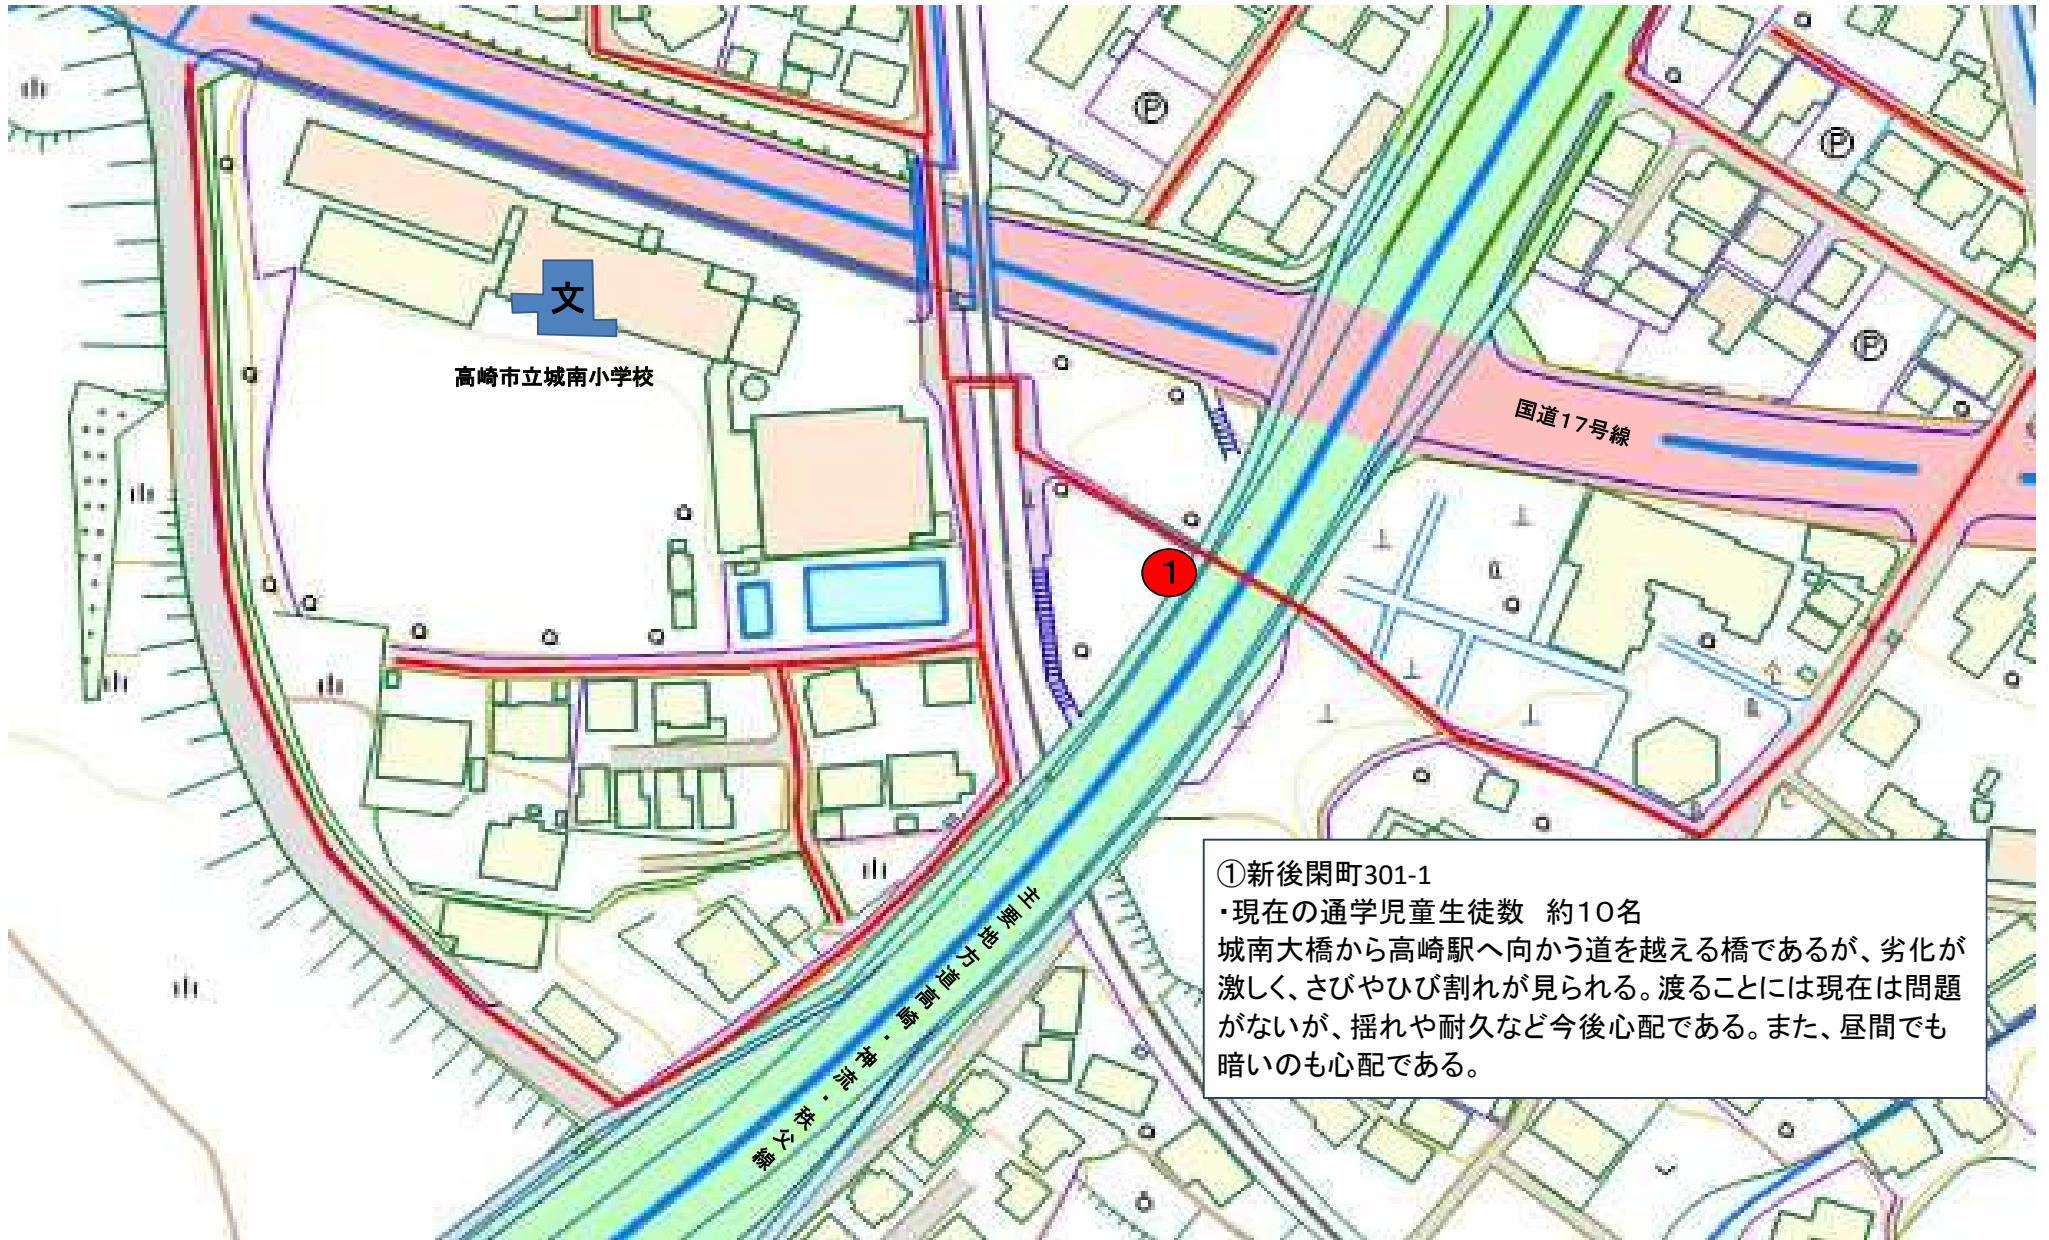 Ⓟ
Ⓟ
Ⓟ
文
高崎市立城南小学校
国道17号線
1
主要地方道高崎・神流・秩父線
①新後閑町301-1
・現在の通学児童生徒数　約10名
城南大橋から高崎駅へ向かう道を越える橋であるが、劣化が
激しく、さびやひび割れが見られる。渡ることには現在は問題
がないが、揺れや耐久など今後心配である。また、昼間でも
暗いのも心配である。